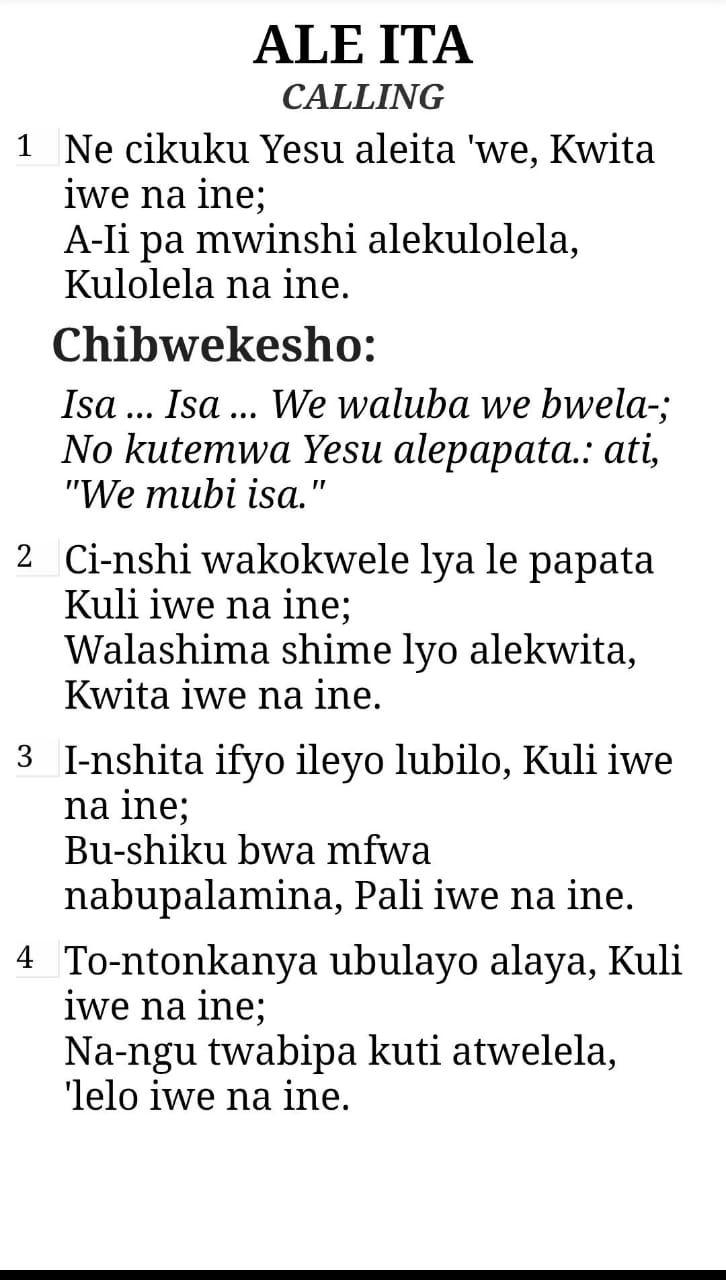 ALE ITA
CALLING
1 Ne cikuku Yesu aleita 'we, Kwita
iwe na ine;
A-Ii pa mwinshi alekulolela,
Kulolela na ine.
Chibwekesho:
Isa ... Isa ... We waluba we bwela-;
No kutemwa Yesu alepapata.: ati,
"We mubi isa."
2 Ci-nshi wakokwele lya le papata
Kuli iwe na ine;
Walashima shime lyo alekwita,
Kwita iwe na ine.
3 I-nshita ifyo ileyo lubilo, Kuli iwe
na ine;
Bu-shiku bwa mfwa
nabupalamina, Pali iwe na ine.
4 To-ntonkanya ubulayo alaya, Kuli
iwe na ine;
Na-ngu twabipa kuti atwelela,
'lelo iwe na ine.